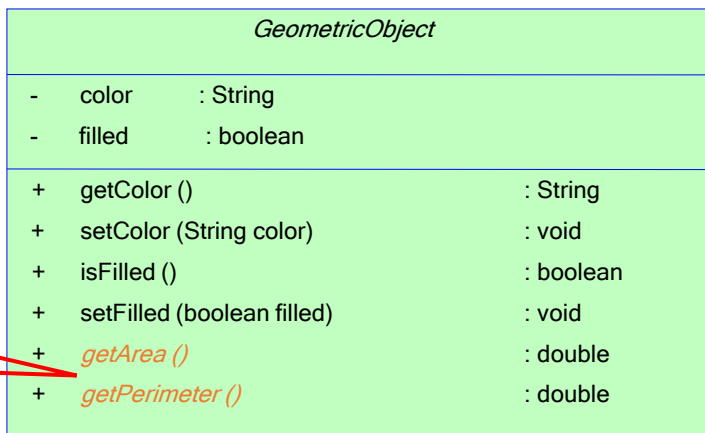 GeometricObject
- color : String
- filled : boolean
+ getColor () : String
+ setColor (String color) : void
+ isFilled () : boolean
+ setFilled (boolean filled) : void
+ getArea () : double
+ getPerimeter () : double